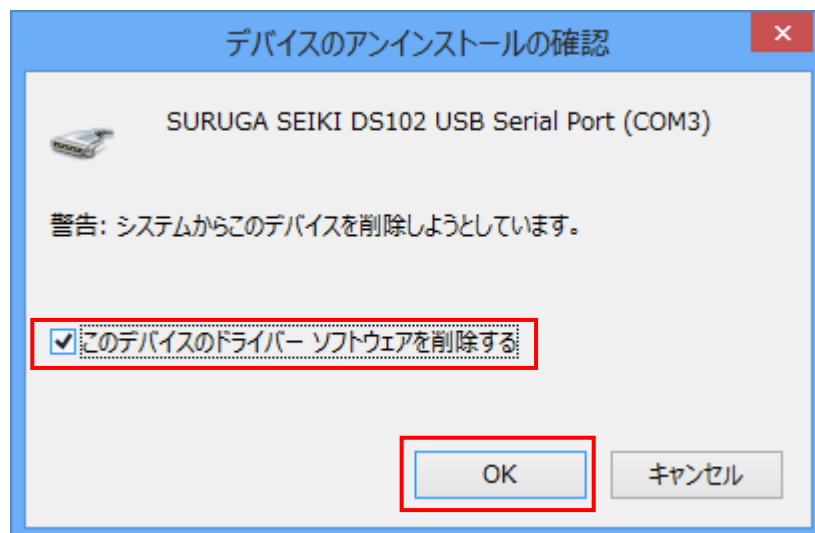 デバイスのアンインストールの確認
SURUGA SEIKI DS102 USB Serial Port (COM3)
警告: システムからこのデバイスを削除しようとしています。
このデバイスのドライバー ソフトウェアを削除する
OK
キャンセル